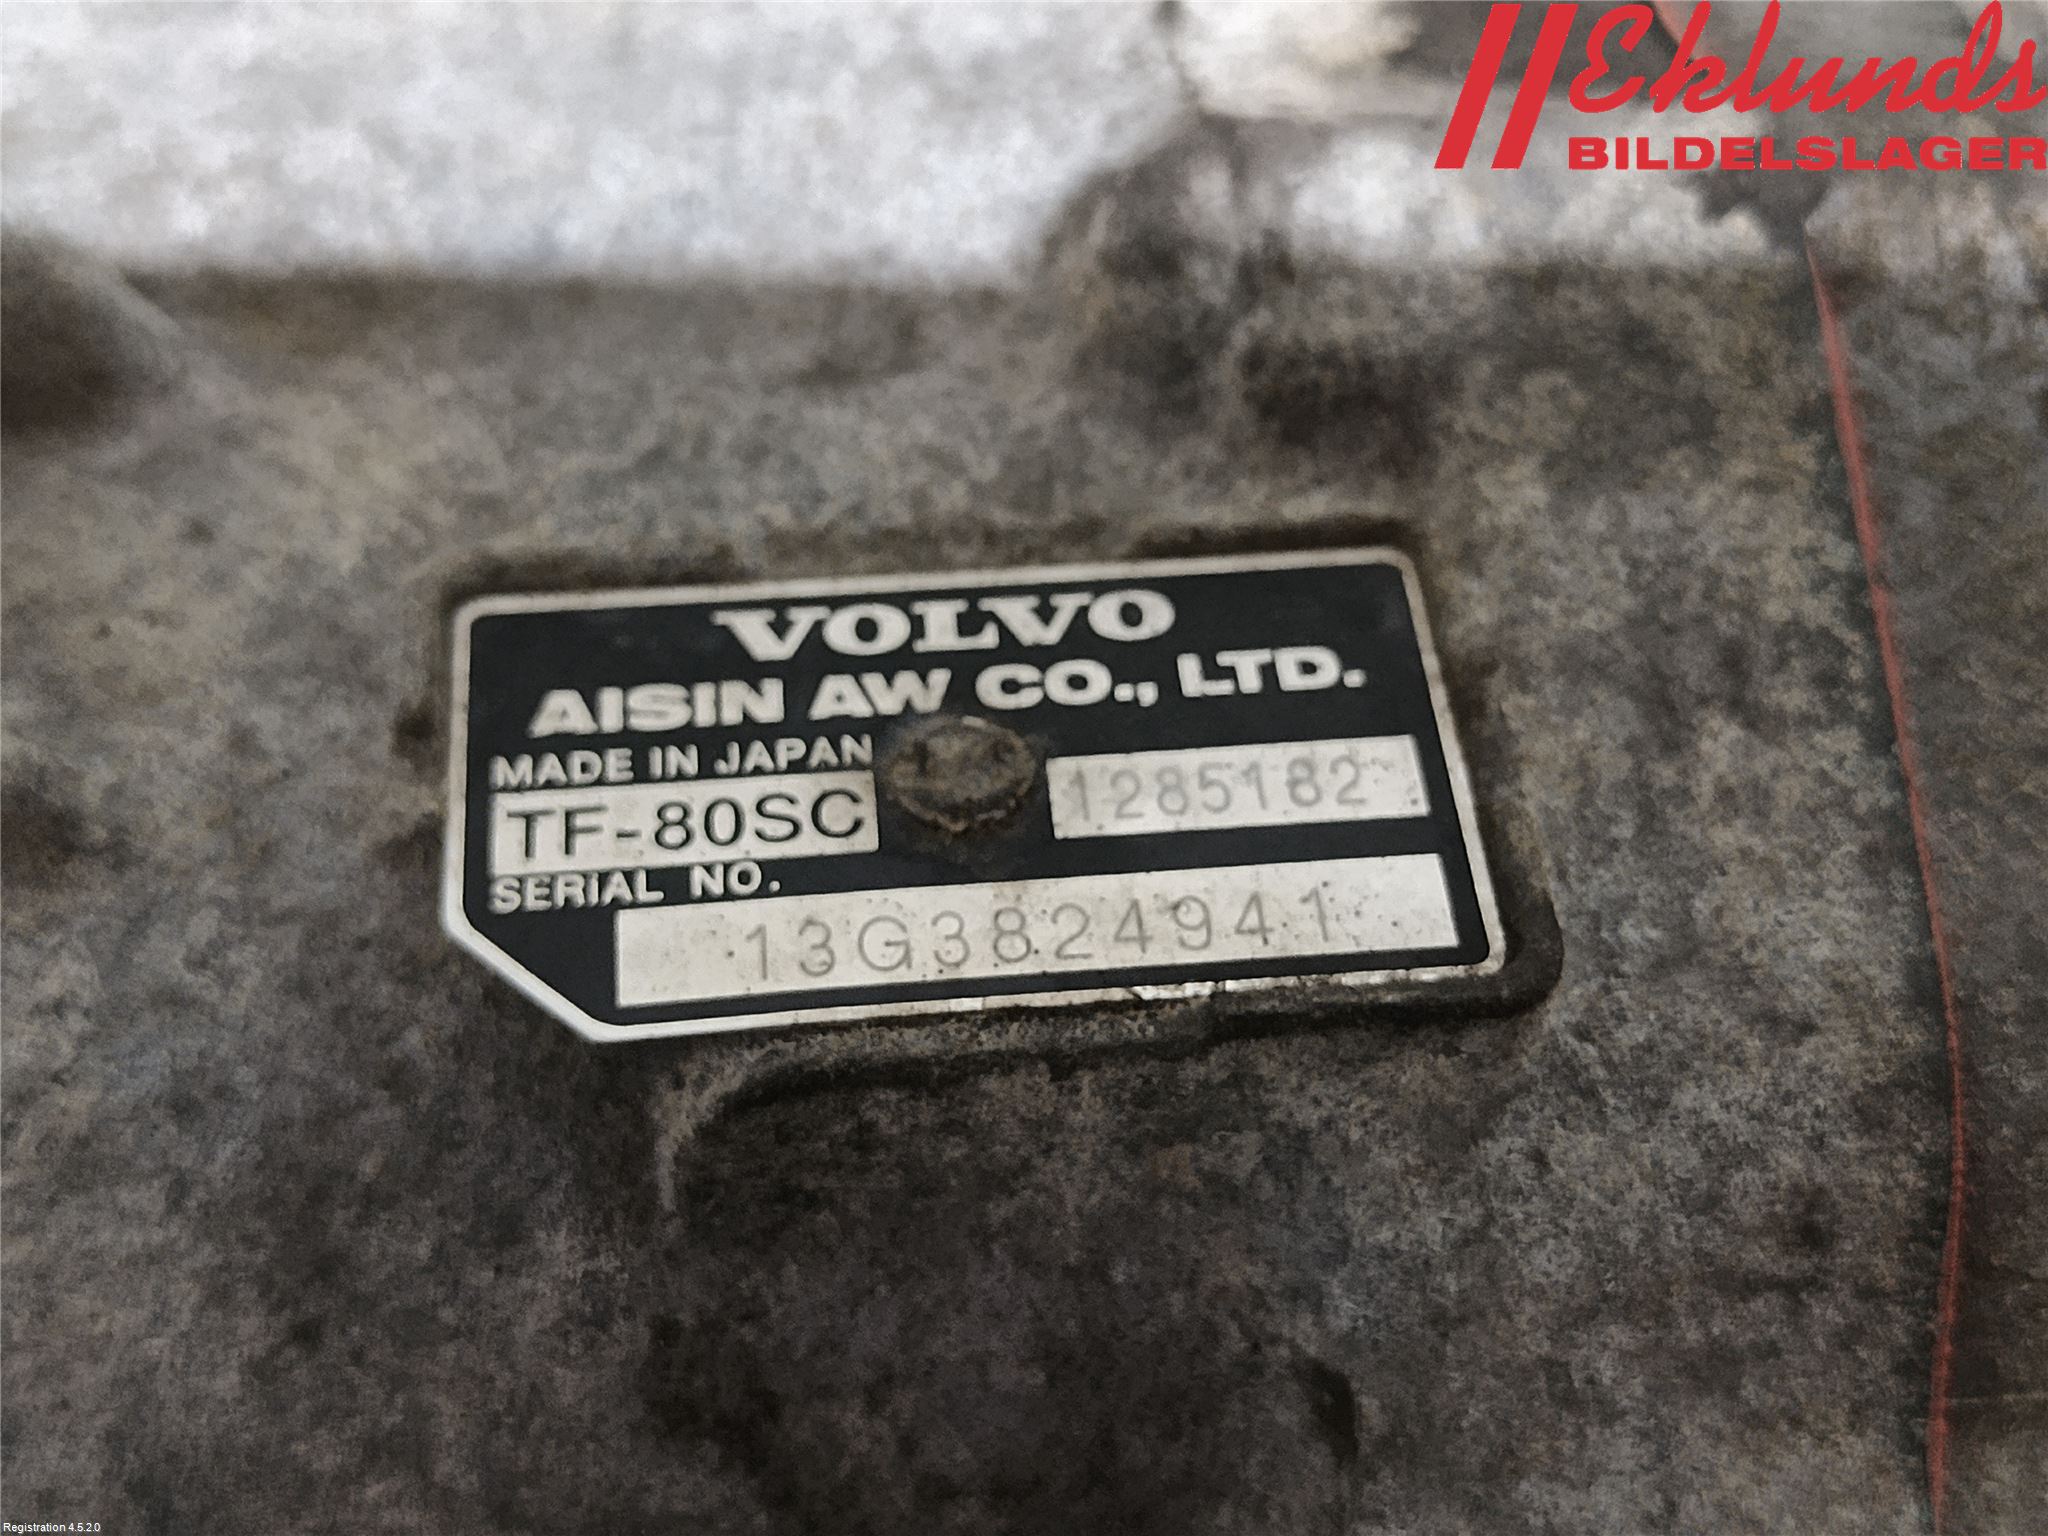 Eklunds
BILDELSLAGER
VOLVO
AISIN AW CO., LTD.
MADE IN JAPAN
TF-80SC
1285182
SERIAL NO.
13G3824941
Registration 4.5.2.0